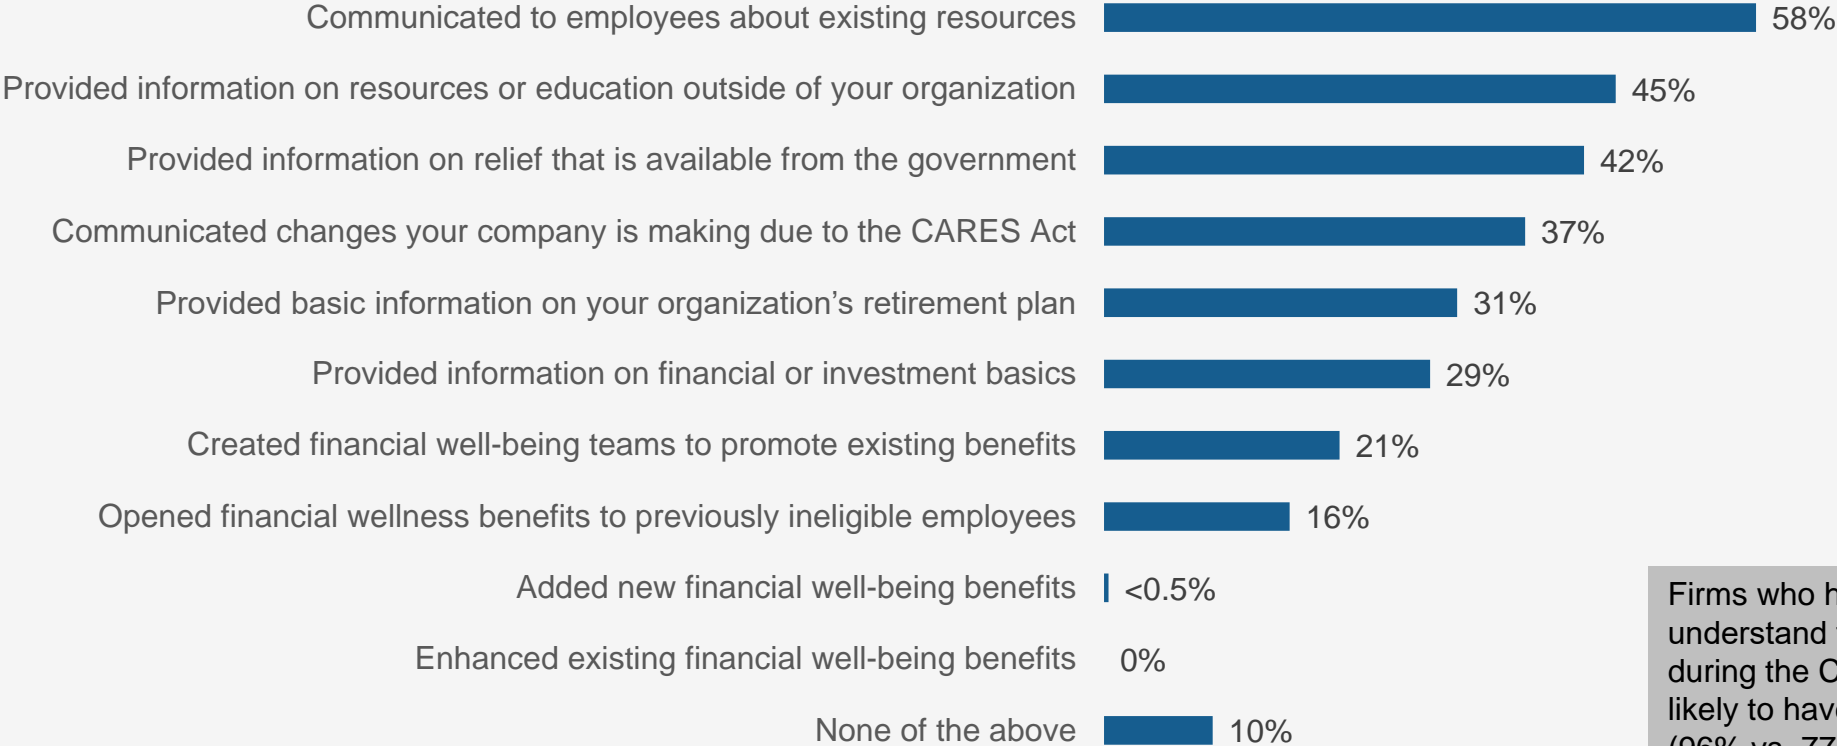 Communicated to employees about existing resources 58%
Provided information on resources or education outside of your organization 45%
Provided information on relief that is available from the government 42%
Communicated changes your company is making due to the CARES Act 37%
Provided basic information on your organization’s retirement plan 31%
Provided information on financial or investment basics 29%
Created financial well-being teams to promote existing benefits 21%
Opened financial wellness benefits to previously ineligible employees 16%
Added new financial well-being benefits <0.5%
Enhanced existing financial well-being benefits 0%
None of the above 10%
Firms who
understand
during the
likely to
(96% vs. 77